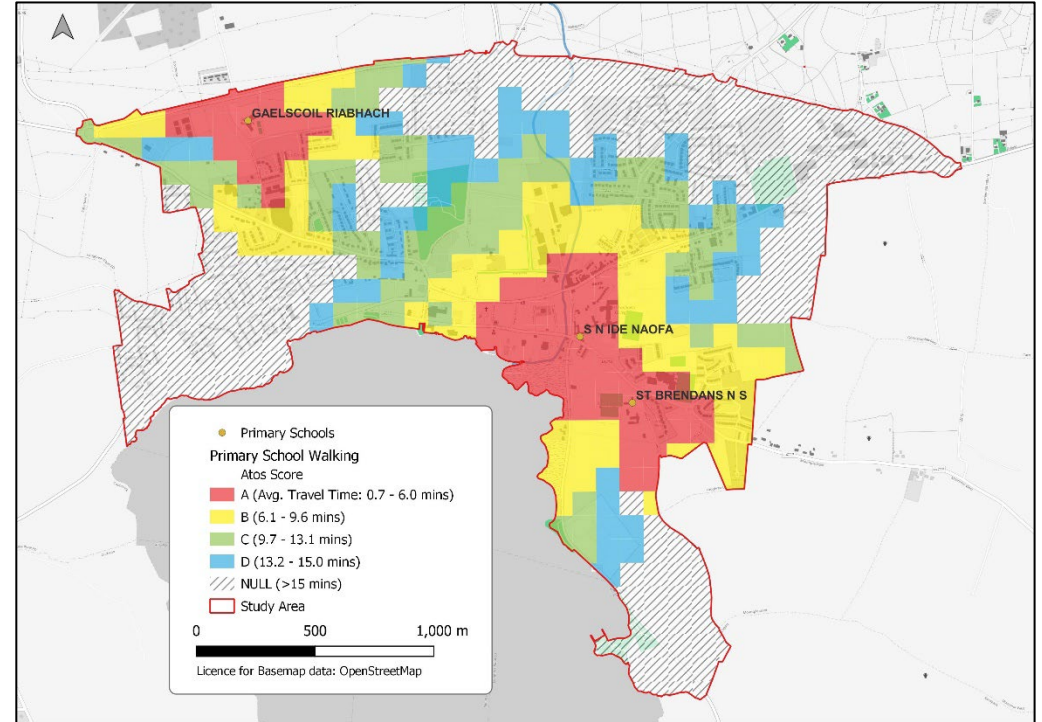 GAELSCOIL RIABHACH
S N IDE NAOFA
ST BRENDANS N S
Primary Schools
Primary School Walking
Atos Score
A (Avg. Travel Time: 0.7 - 6.0 mins)
B (6.1 - 9.6 mins)
C (9.7 - 13.1 mins)
D (13.2 - 15.0 mins)
NULL (>15 mins)
Study Area
0 500 1,000 m
Licence for Basemap data: OpenStreetMap